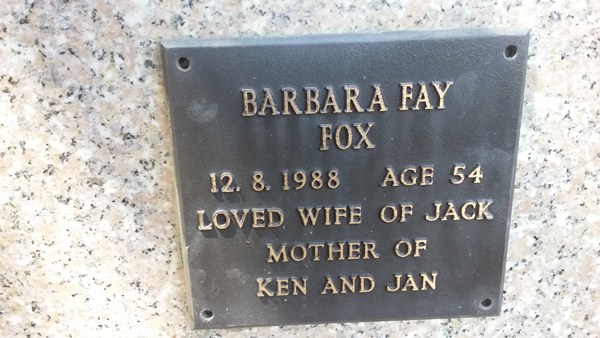 BARBARA FAY
FOX
12. 8. 1988 AGE 54
LOVED WIFE OF JACK
MOTHER OF
KEN AND JAN